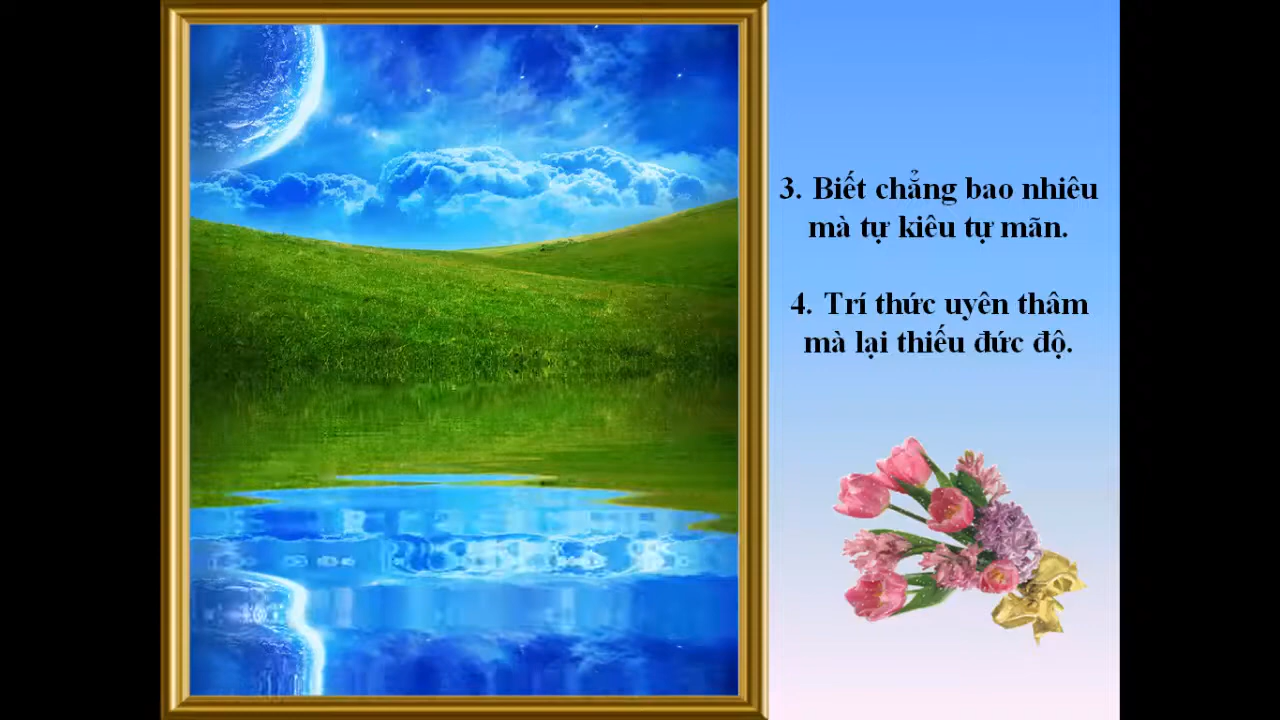 3. Biết chẳng bao nhiêu
mà tự kiêu tự mãn.
4. Trí thức uyên thâm
mà lại thiếu đức độ.